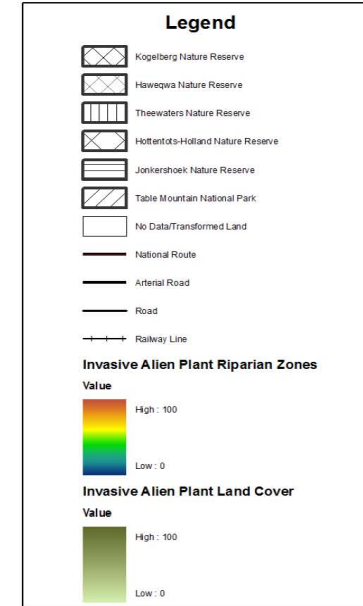 Legend
Kogelberg Nature Reserve
Haweqwa Nature Reserve
Theewaters Nature Reserve
Hottentots-Holland Nature Reserve
Jonkershoek Nature Reserve
Table Mountain National Park
No Data/Transformed Land
National Route
Arterial Road
Road
Railway Line
Invasive Alien Plant Riparian Zones
Value
High : 100
Low : 0
Invasive Alien Plant Land Cover
Value
High : 100
Low : 0